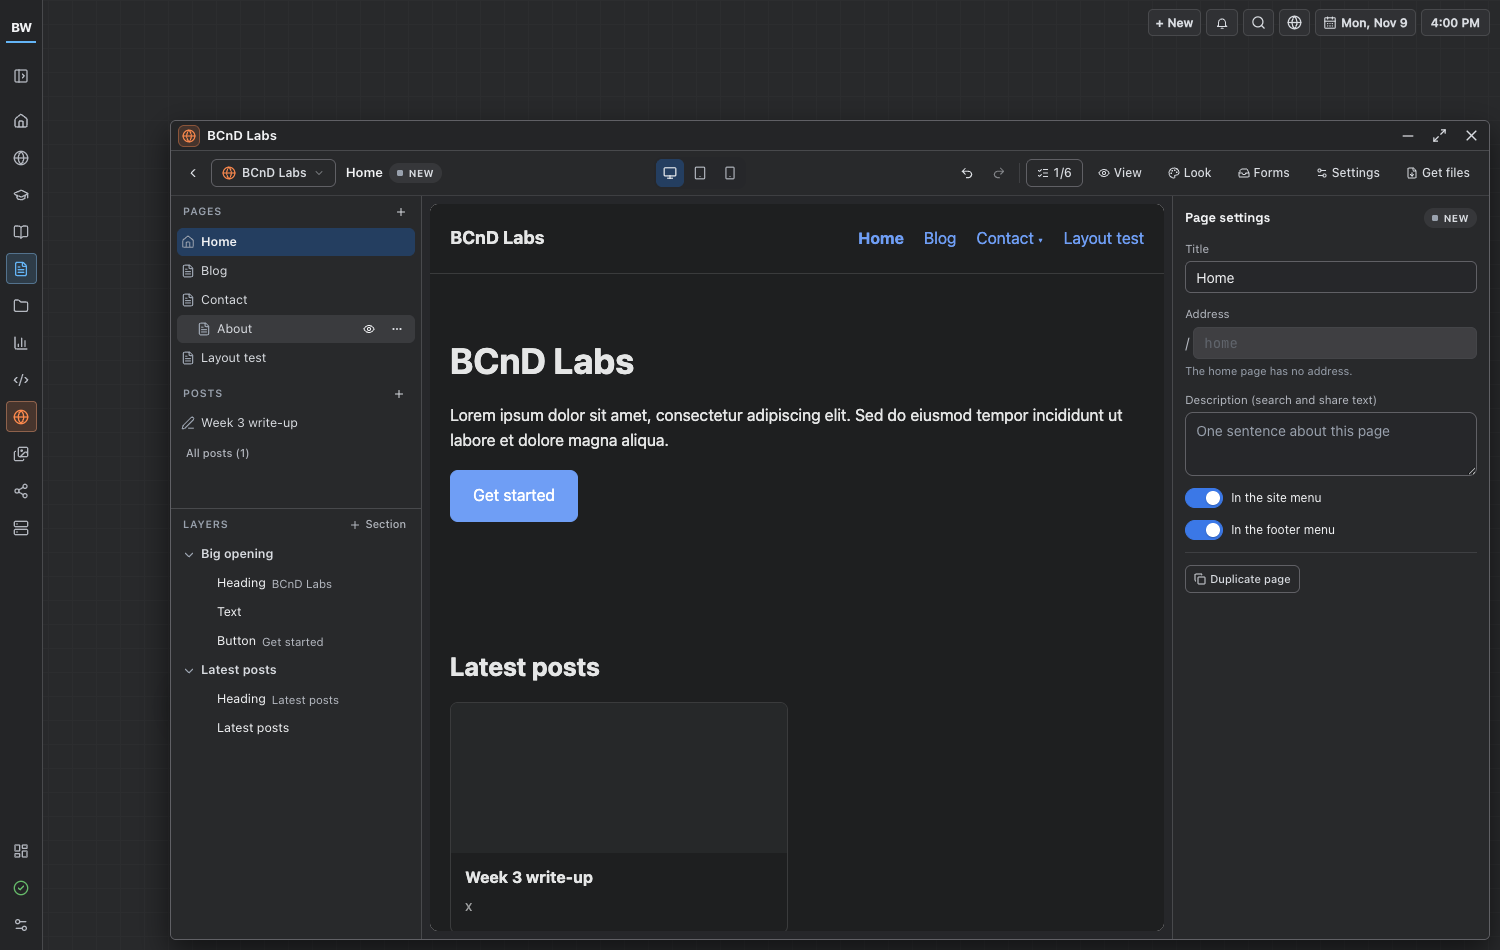 BW
+ New
Mon, Nov 9
4:00 PM
BCnD Labs
BCnD Labs
Home
NEW
1/6
View
Look
Forms
Settings
Get files
PAGES
Home
Blog
Contact
About
Layout test
POSTS
Week 3 write-up
All posts (1)
LAYERS
+ Section
Big opening
Heading BCnD Labs
Text
Button Get started
Latest posts
Heading Latest posts
Latest posts
BCnD Labs
Home
Blog
Contact
Layout test
BCnD Labs
Lorem ipsum dolor sit amet, consectetur adipiscing elit. Sed do eiusmod tempor incididunt ut
labore et dolore magna aliqua.
Get started
Latest posts
Week 3 write-up
x
Page settings
NEW
Title
Home
Address
/ home
The home page has no address.
Description (search and share text)
One sentence about this page
In the site menu
In the footer menu
Duplicate page